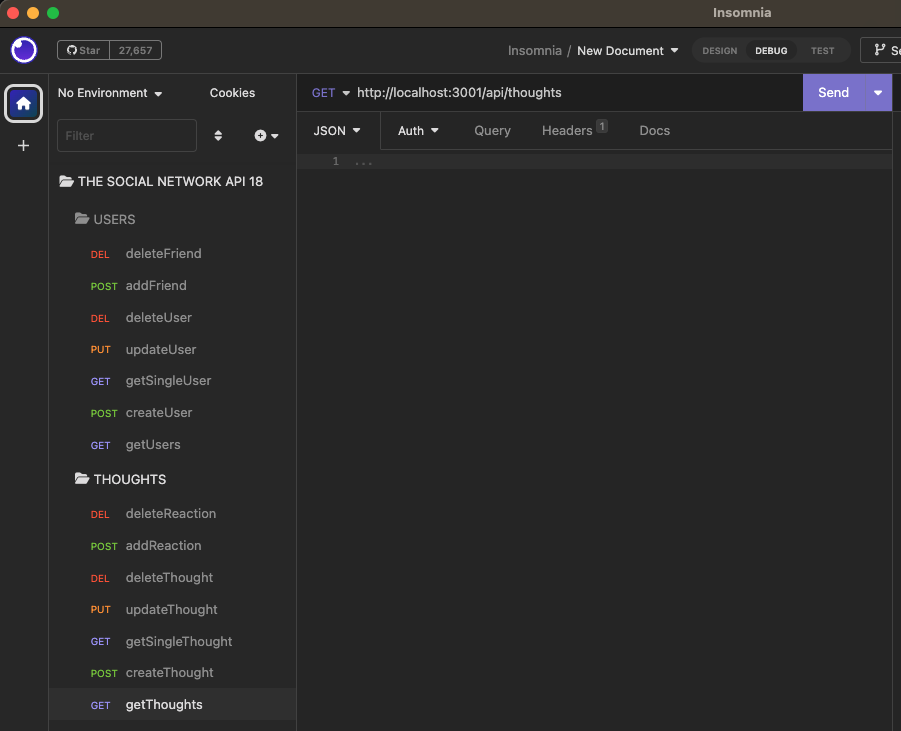 Insomnia
Star 27,657
Insomnia / New Document
DESIGN DEBUG TEST
No Environment Cookies
GET http://localhost:3001/api/thoughts Send
Filter
JSON Auth Query Headers 1 Docs
1 ...
THE SOCIAL NETWORK API 18
USERS
DEL deleteFriend
POST addFriend
DEL deleteUser
PUT updateUser
GET getSingleUser
POST createUser
GET getUsers
THOUGHTS
DEL deleteReaction
POST addReaction
DEL deleteThought
PUT updateThought
GET getSingleThought
POST createThought
GET getThoughts